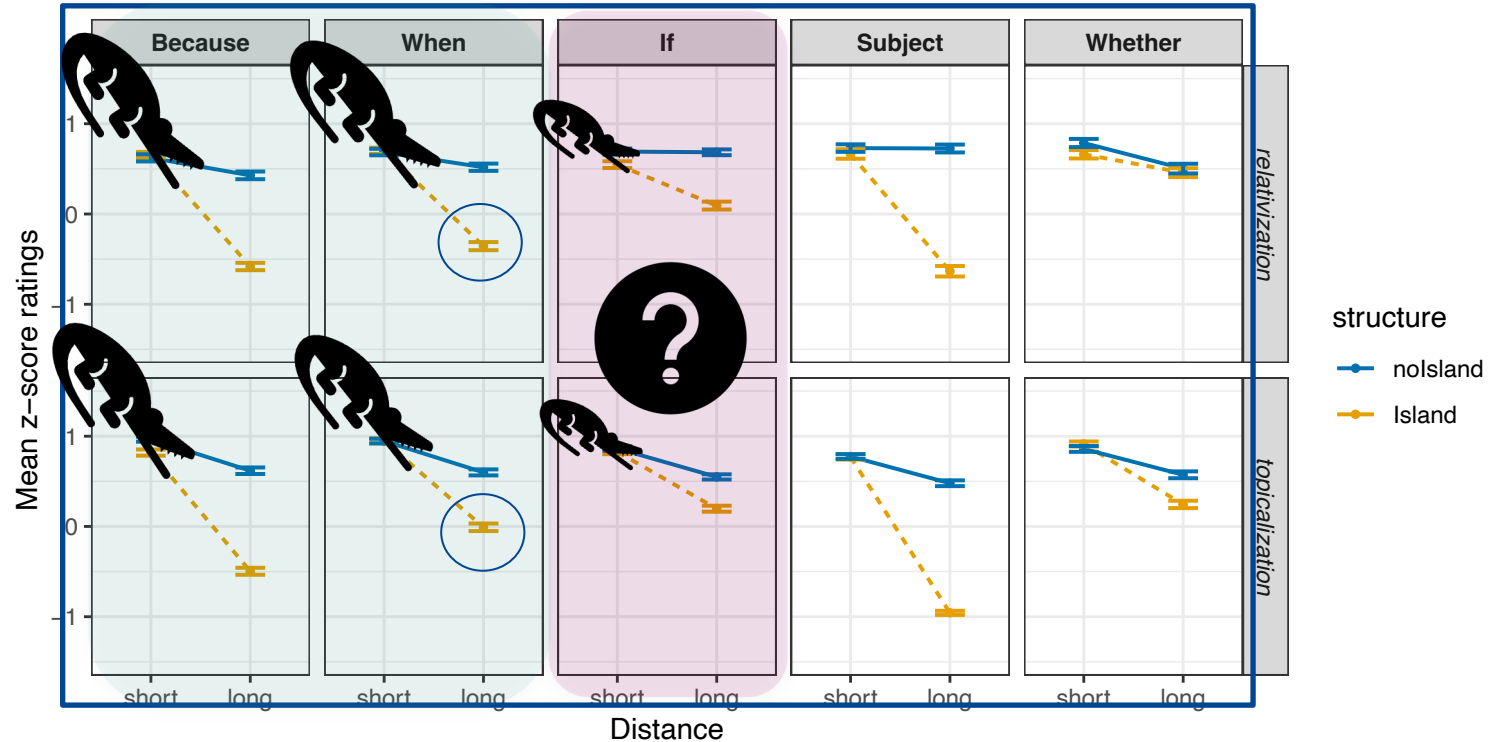 Because When If Subject Whether
1
0
−1
relativization
?
1
0
−1
topicalization
short long short long short long short long short long
Distance
Mean z−score ratings
structure
noIsland
Island